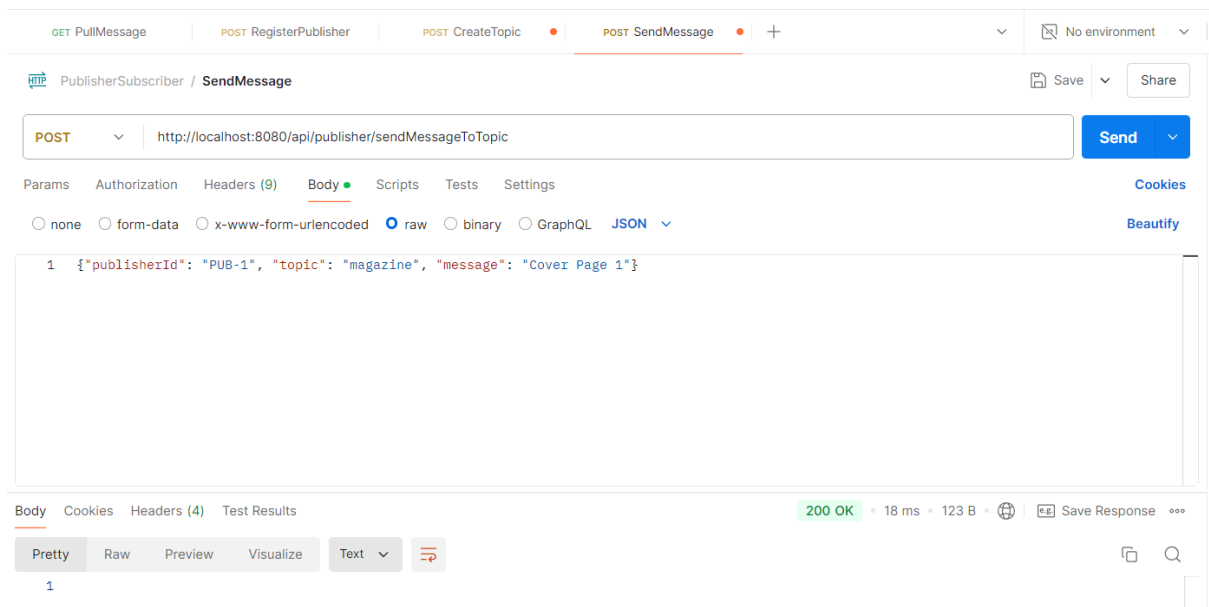 GET PullMessage POST RegisterPublisher POST CreateTopic POST SendMessage No environment
HTTP PublisherSubscriber / SendMessage Save Share
POST http://localhost:8080/api/publisher/sendMessageToTopic Send
Params Authorization Headers (9) Body Scripts Tests Settings Cookies
none form-data x-www-form-urlencoded raw binary GraphQL JSON Beautify
1 {"publisherId": "PUB-1", "topic": "magazine", "message": "Cover Page 1"}
Body Cookies Headers (4) Test Results 200 OK • 18 ms • 123 B • e.g. Save Response
Pretty Raw Preview Visualize Text
1